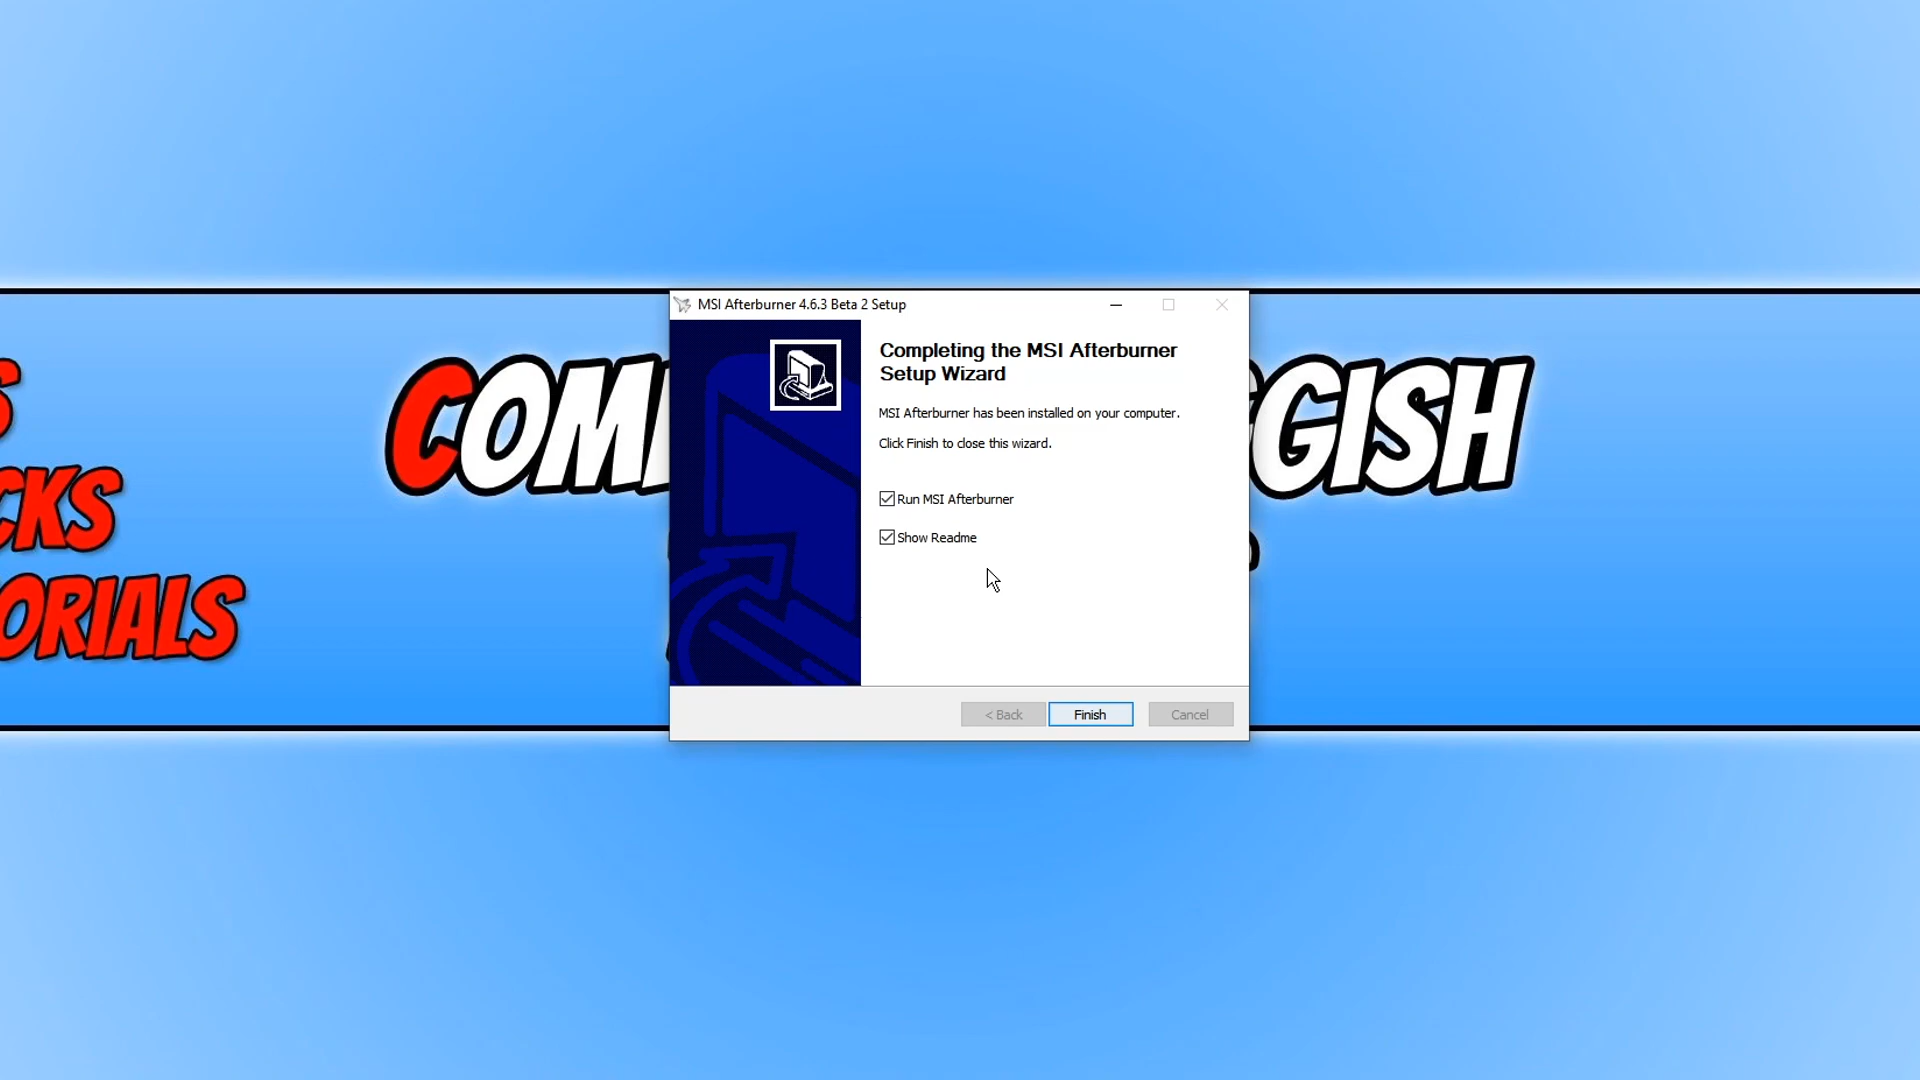 MSI Afterburner 4.6.3 Beta 2 Setup
Completing the MSI Afterburner
Setup Wizard
MSI Afterburner has been installed on your computer.
Click Finish to close this wizard.
Run MSI Afterburner
Show Readme
< Back
Finish
Cancel
COM
GISH
CKS
ORIALS